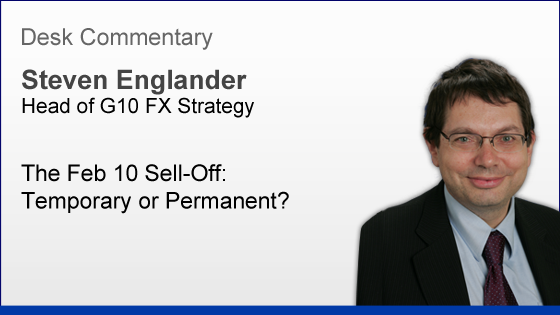 Desk Commentary
Steven Englander
Head of G10 FX Strategy
The Feb 10 Sell-Off:
Temporary or Permanent?